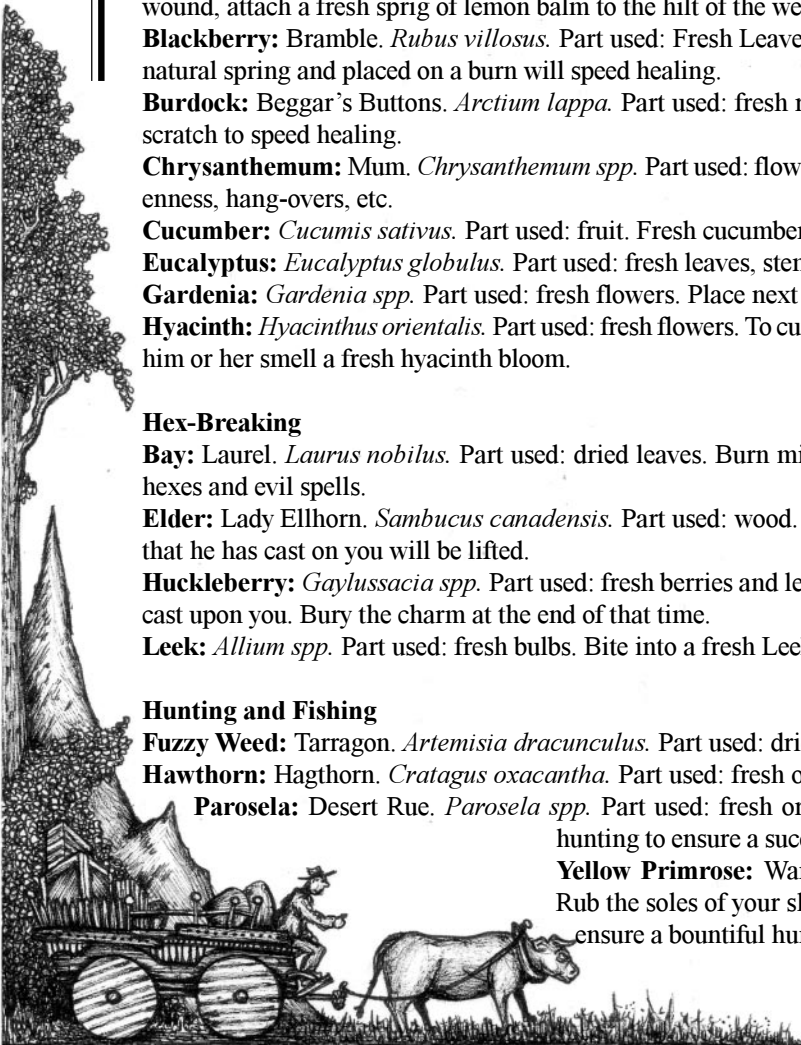 wound, attach a fresh sprig of lemon balm to the hilt of the we
Blackberry: Bramble. Rubus villosus. Part used: Fresh Leave
natural spring and placed on a burn will speed healing.
Burdock: Beggar's Buttons. Arctium lappa. Part used: fresh
scratch to speed healing.
Chrysanthemum: Mum. Chrysanthemum spp. Part used: flow
enness, hang-overs, etc.
Cucumber: Cucumis sativus. Part used: fruit. Fresh cucumber
Eucalyptus: Eucalyptus globulus. Part used: fresh leaves, ster
Gardenia: Gardenia spp. Part used: fresh flowers. Place next
Hyacinth: Hyacinthus orientalis. Part used: fresh flowers. To cu
him or her smell a fresh hyacinth bloom.
Hex-Breaking
Bay: Laurel. Laurus nobilus. Part used: dried leaves. Burn mi
hexes and evil spells.
Elder: Lady Ellhorn. Sambucus canadensis. Part used: wood.
that he has cast on you will be lifted.
Huckleberry: Gaylussacia spp. Part used: fresh berries and le
cast upon you. Bury the charm at the end of that time.
Leek: Allium spp. Part used: fresh bulbs. Bite into a fresh Lee
Hunting and Fishing
Fuzzy Weed: Tarragon. Artemisia dracunculus. Part used: dri
Hawthorn: Hagthorn. Cratagus oxacantha. Part used: fresh o
Parosela: Desert Rue. Parosela spp. Part used: fresh or
hunting to ensure a suc
Yellow Primrose: War
Rub the soles of your sh
ensure a bountiful hu